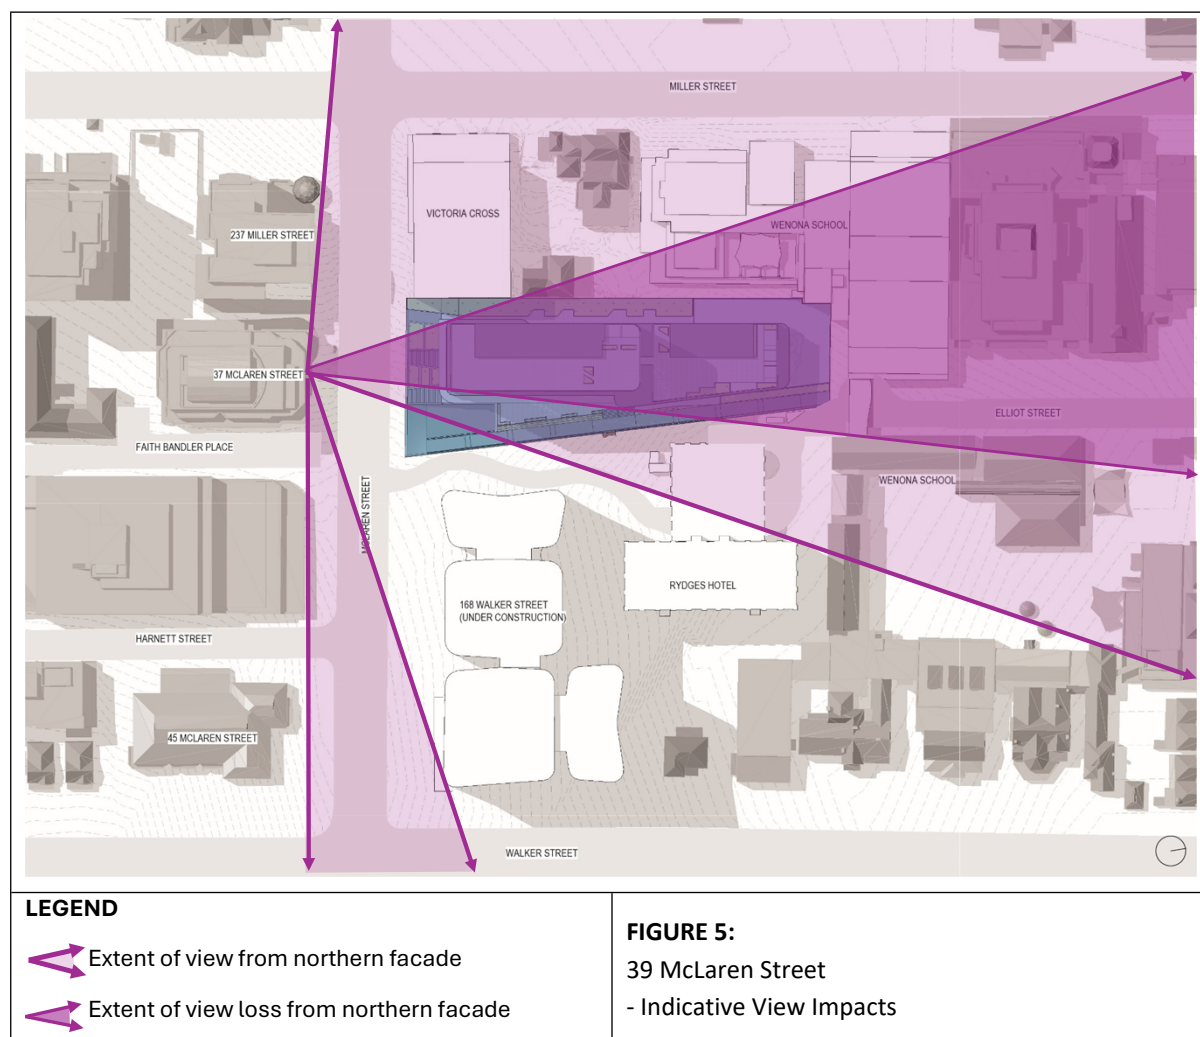 MILLER STREET
VICTORIA CROSS
WENONA SCHOOL
237 MILLER STREET
37 MCLAREN STREET
ELLIOT STREET
FAITH BANDLER PLACE
WENONA SCHOOL
MCLAREN STREET
RYDGES HOTEL
168 WALKER STREET
(UNDER CONSTRUCTION)
HARNETT STREET
45 MCLAREN STREET
WALKER STREET
LEGEND
Extent of view from northern facade
Extent of view loss from northern facade
FIGURE 5:
39 McLaren Street
- Indicative View Impacts